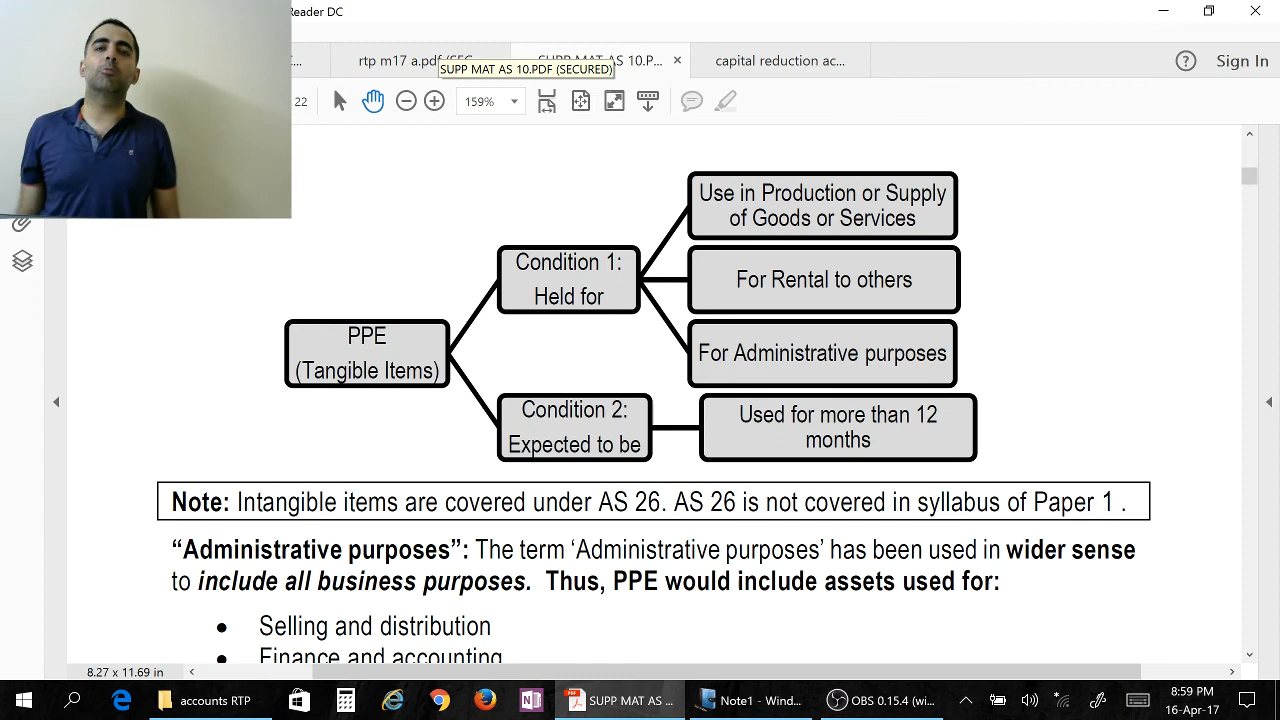 Reader DC
C...
rtp m17 a.pdf (SEC...
SUPP MAT AS 10.P...
capital reduction ac...
SUPP MAT AS 10.PDF (SECURED)
Sign In
22
159%
Use in Production or Supply
of Goods or Services
Condition 1:
Held for
For Rental to others
PPE
(Tangible Items)
For Administrative purposes
Condition 2:
Expected to be
Used for more than 12
months
Note: Intangible items are covered under AS 26. AS 26 is not covered in syllabus of Paper 1 .
“Administrative purposes”: The term ‘Administrative purposes’ has been used in wider sense
to include all business purposes. Thus, PPE would include assets used for:
• Selling and distribution
• Finance and accounting
8.27 x 11.69 in
accounts RTP
SUPP MAT AS ...
Note1 - Wind...
OBS 0.15.4 (wi...
8:59 PM
16-Apr-17